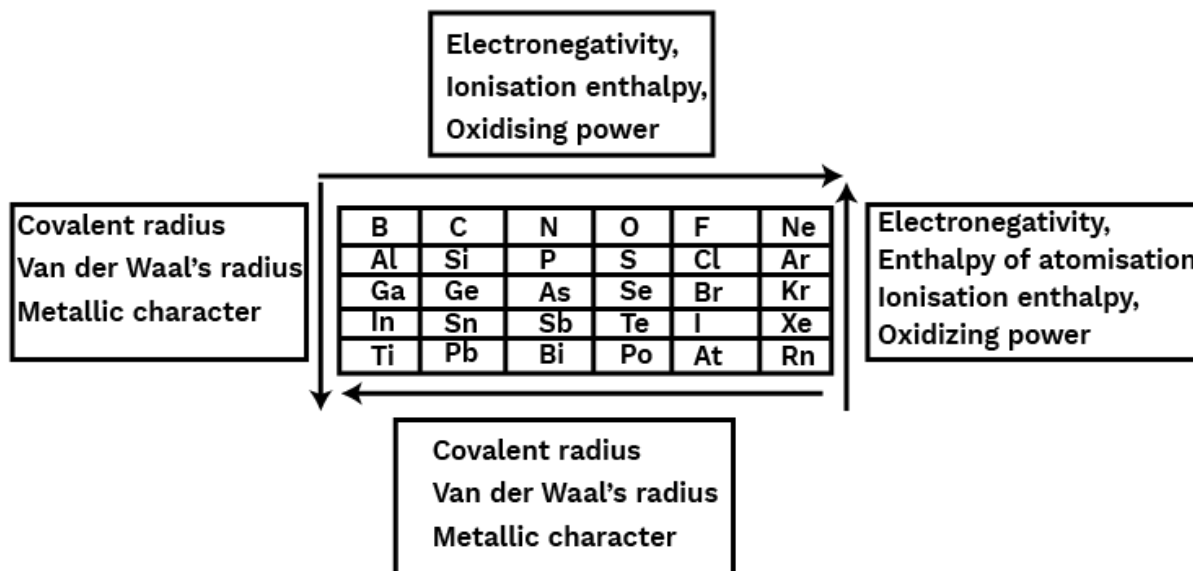 Electronegativity,
Ionisation enthalpy,
Oxidising power
Covalent radius
Van der Waal’s radius
Metallic character
B C N O F Ne
Al Si P S Cl Ar
Ga Ge As Se Br Kr
In Sn Sb Te I Xe
Ti Pb Bi Po At Rn
Electronegativity,
Enthalpy of atomisation
Ionisation enthalpy,
Oxidizing power
Covalent radius
Van der Waal’s radius
Metallic character